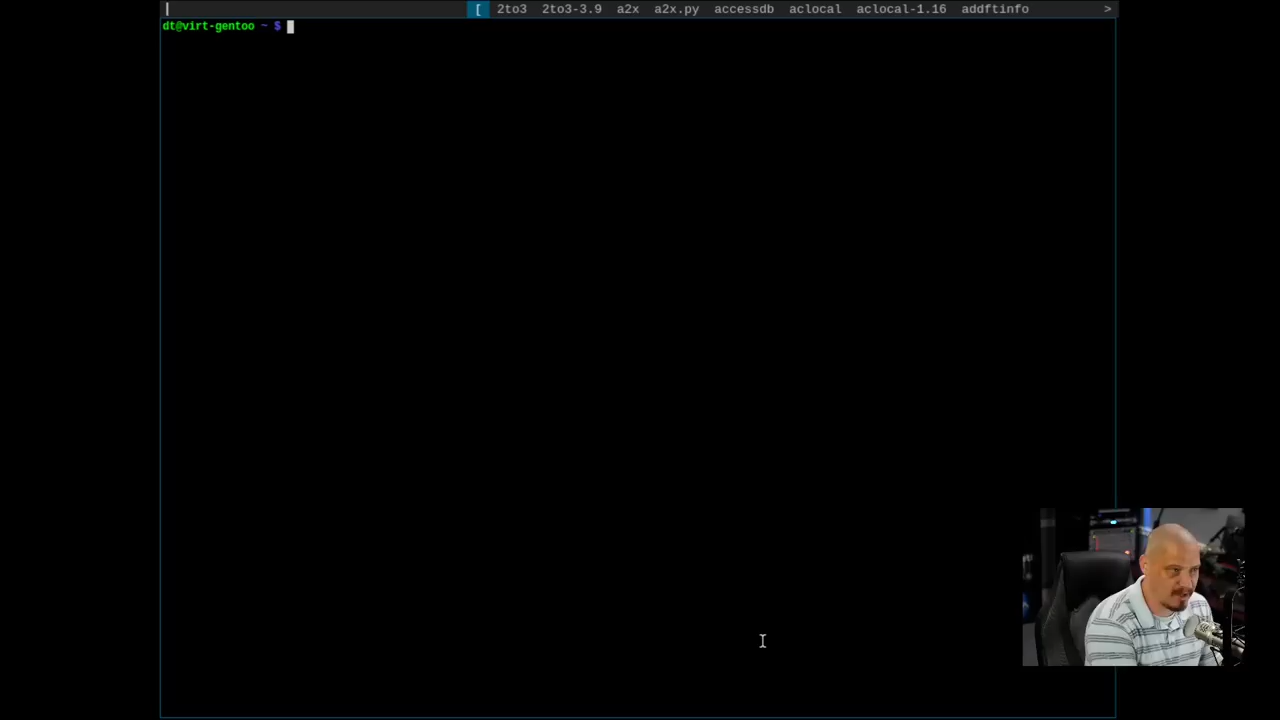 [ 2to3 2to3-3.9 a2x a2x.py accessdb aclocal aclocal-1.16 addftinfo >
dt@virt-gentoo ~ $